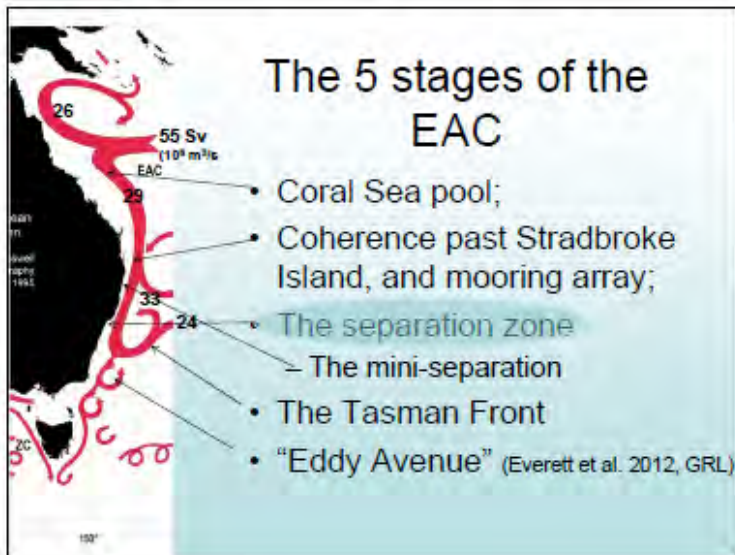 The 5 stages of the
EAC
26
55 Sv
(10⁶ m³/s
EAC
29
33
24
ZC
150°
• Coral Sea pool;
• Coherence past Stradbroke
Island, and mooring array;
• The separation zone
– The mini-separation
• The Tasman Front
• “Eddy Avenue” (Everett et al. 2012, GRL)